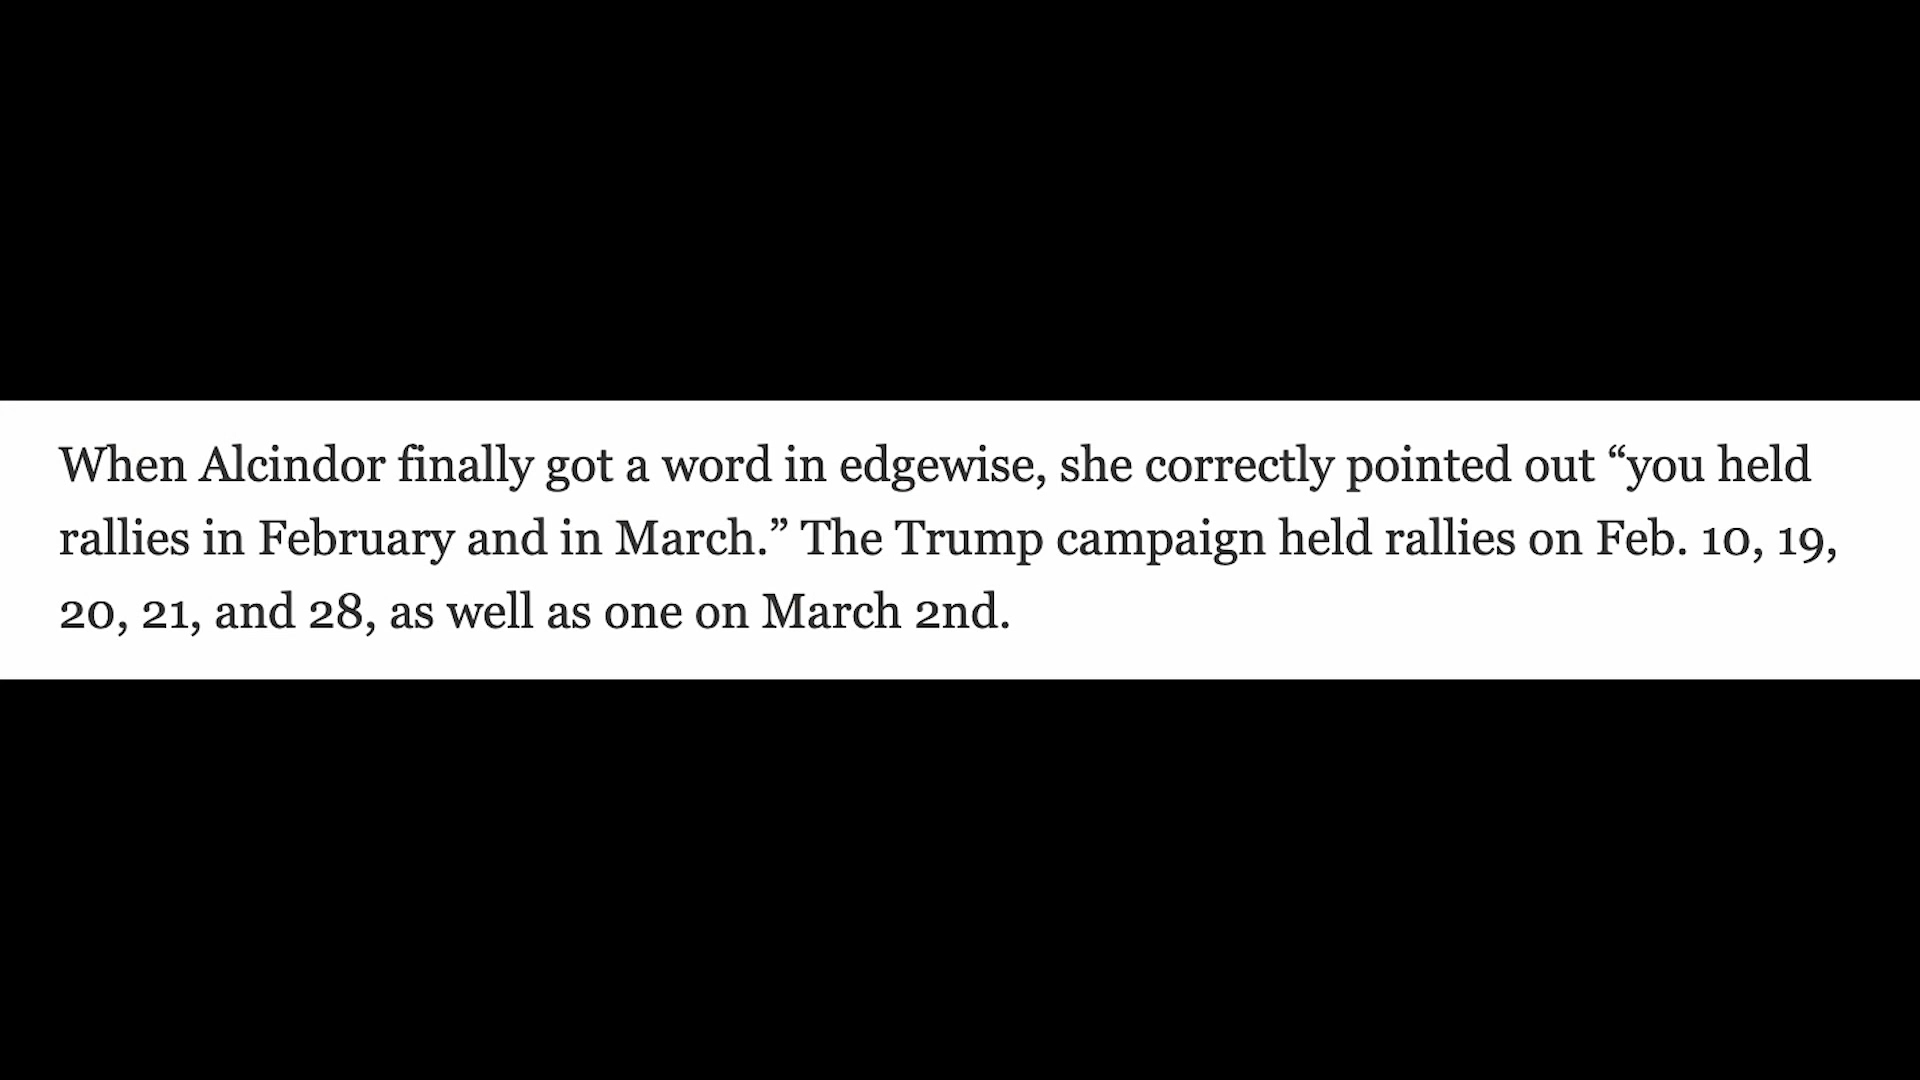 When Alcindor finally got a word in edgewise, she correctly pointed out “you held
rallies in February and in March.” The Trump campaign held rallies on Feb. 10, 19,
20, 21, and 28, as well as one on March 2nd.